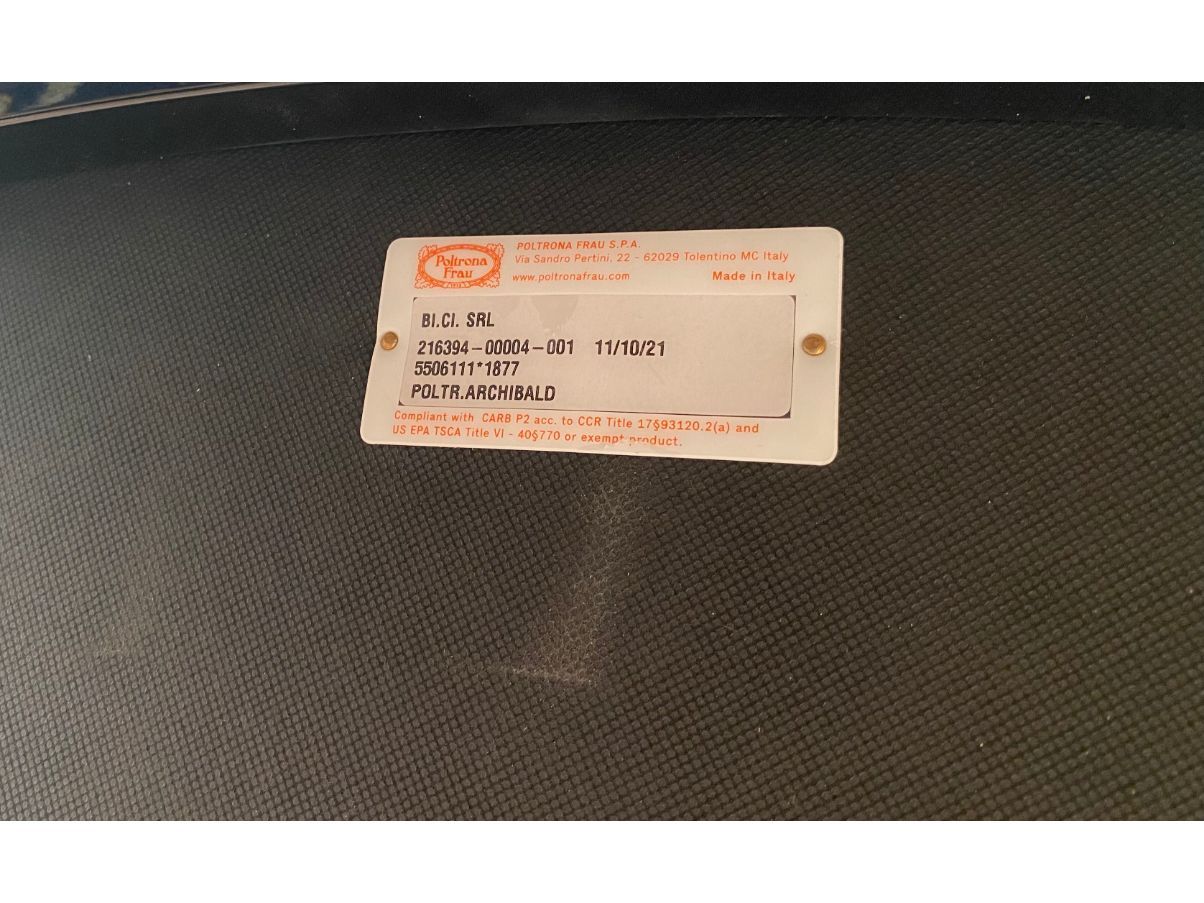 Poltrona
Frau
POLTRONA FRAU S.P.A.
Via Sandro Pertini, 22 - 62029 Tolentino MC Italy
www.poltronafrau.com Made in Italy
BI.CI. SRL
216394-00004-001 11/10/21
5506111*1877
POLTR.ARCHIBALD
Compliant with CARB P2 acc. to CCR Title 17§93120.2(a) and
US EPA TSCA Title VI - 40§770 or exempt product.